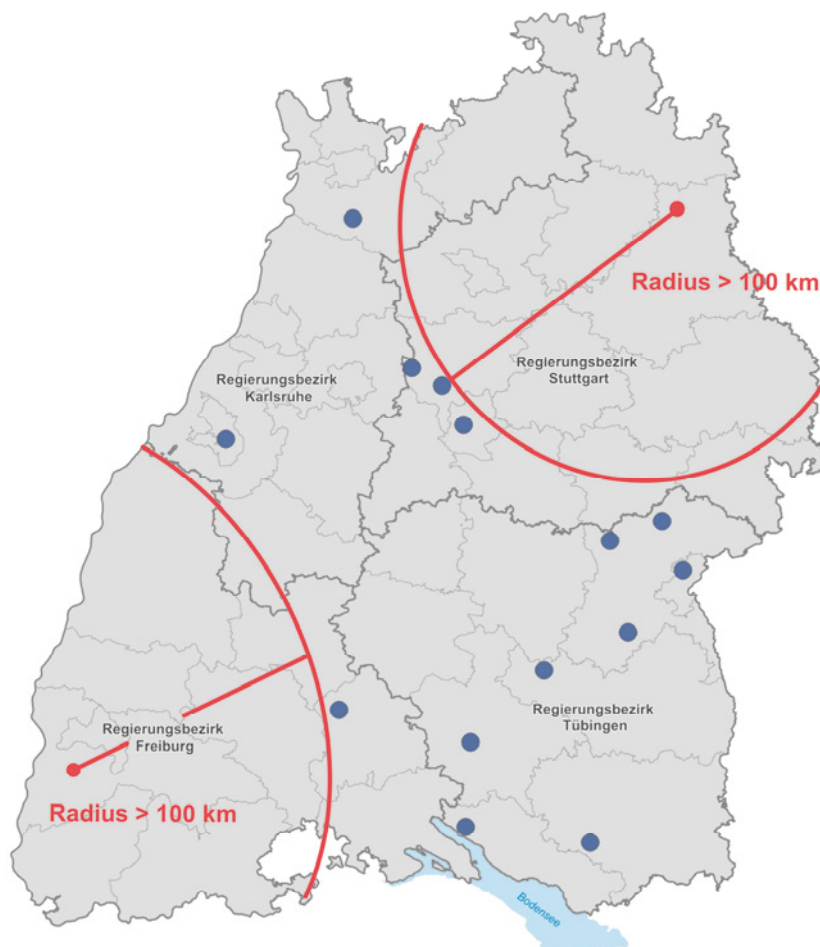 Radius > 100 km
Regierungsbezirk
Stuttgart
Regierungsbezirk
Karlsruhe
Regierungsbezirk
Tübingen
Regierungsbezirk
Freiburg
Radius > 100 km
Bodensee